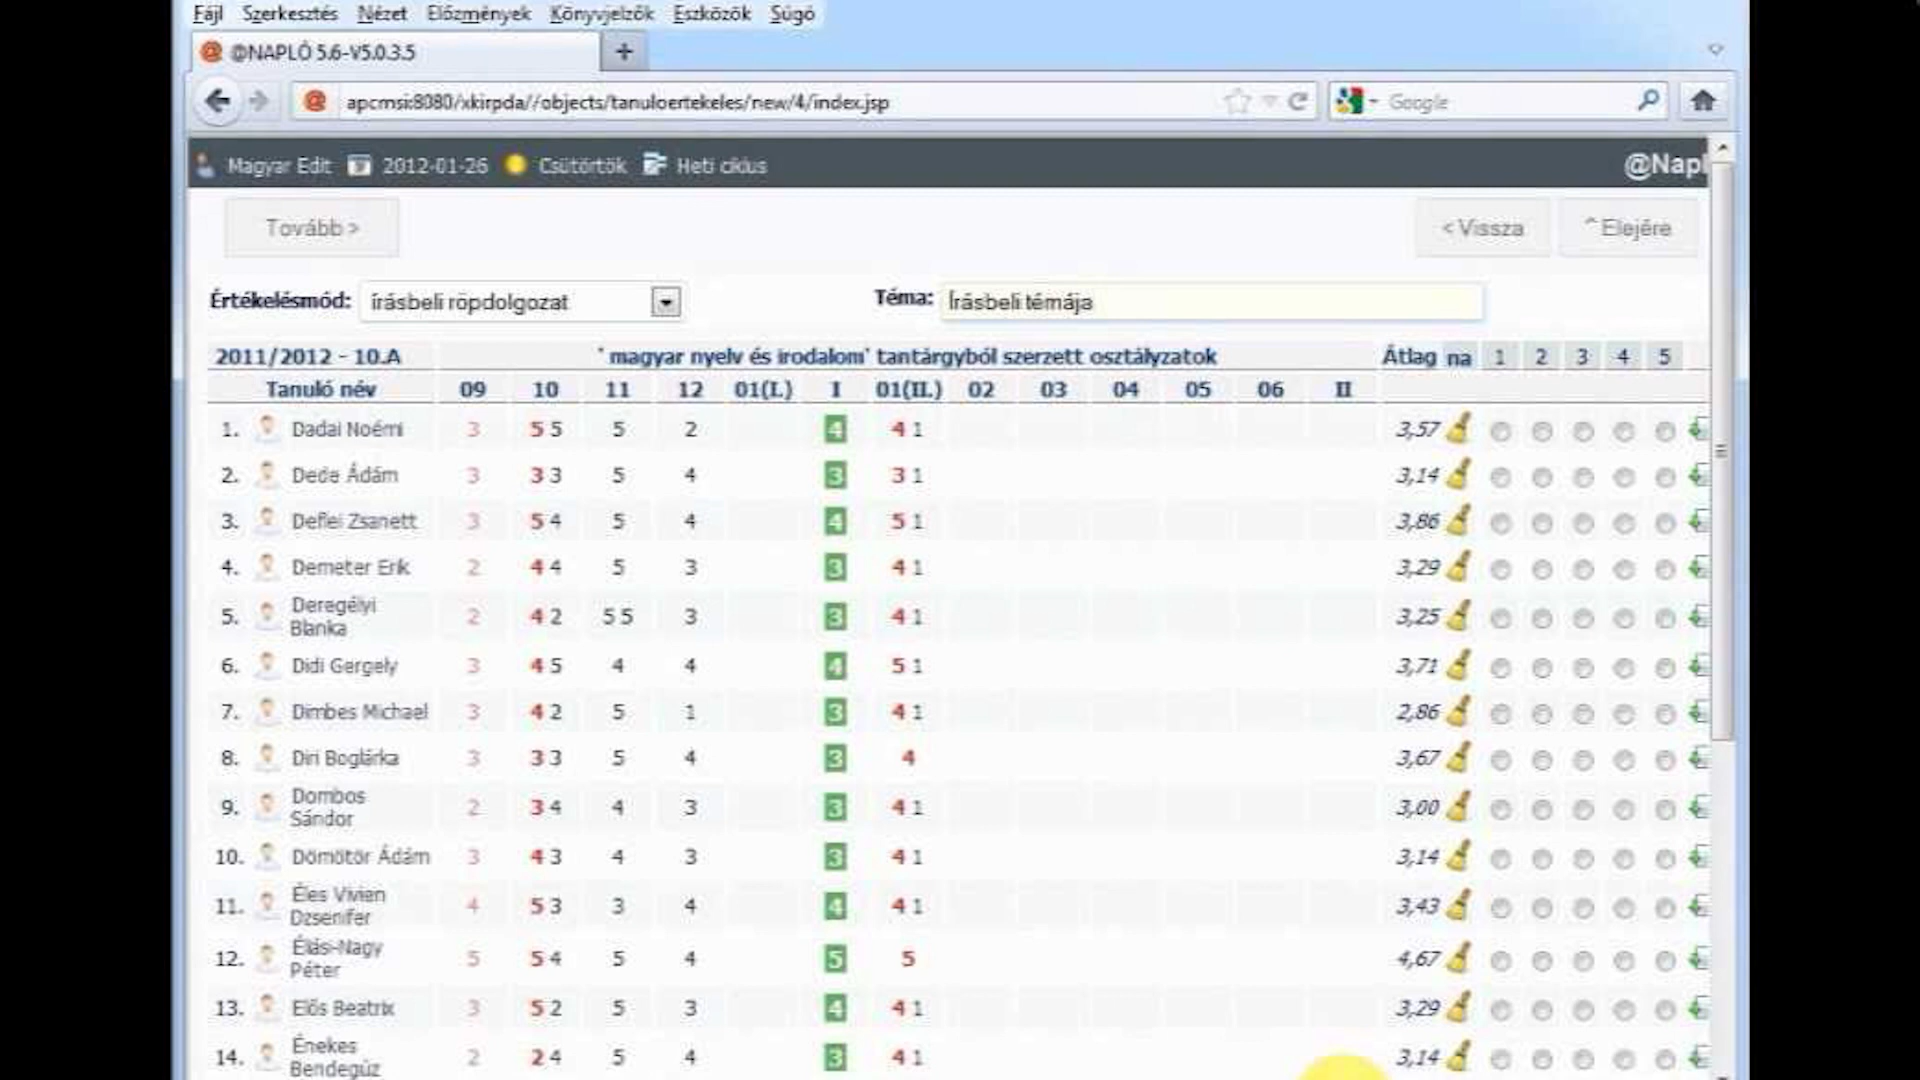 Fájl Szerkesztés Nézet Előzmények Könyvjelzők Eszközök Súgó
@NAPLÓ 5.6-V5.0.3.5
apcmsi:8080/xkirpda//objects/tanuloertekeles/new/4/index.jsp Google
Magyar Edit 2012-01-26 Csütörtök Heti ciklus @Napl
Tovább > < Vissza ^ Elejére
Értékelésmód: írásbeli röpdolgozat Téma: Írásbeli témája
2011/2012 - 10.A ' magyar nyelv és irodalom' tantárgyból szerzett osztályzatok Átlag na 1 2 3 4 5
Tanuló név 09 10 11 12 01(I.) I 01(II.) 02 03 04 05 06 II
1. Dadai Noémi 3 5 5 5 2 4 4 1 3,57
2. Dede Ádám 3 3 3 5 4 3 3 1 3,14
3. Deflei Zsanett 3 5 4 5 4 4 5 1 3,86
4. Demeter Erik 2 4 4 5 3 3 4 1 3,29
5. Deregélyi Blanka 2 4 2 5 5 3 3 4 1 3,25
6. Didi Gergely 3 4 5 4 4 4 5 1 3,71
7. Dimbes Michael 3 4 2 5 1 3 4 1 2,86
8. Diri Boglárka 3 3 3 5 4 3 4 3,67
9. Dombos Sándor 2 3 4 4 3 3 4 1 3,00
10. Dömötör Ádám 3 4 3 4 3 3 4 1 3,14
11. Éles Vivien Dzsenifer 4 5 3 3 4 4 4 1 3,43
12. Élási-Nagy Péter 5 5 4 5 4 5 5 4,67
13. Elős Beatrix 3 5 2 5 3 4 4 1 3,29
14. Énekes Bendegúz 2 2 4 5 4 3 4 1 3,14